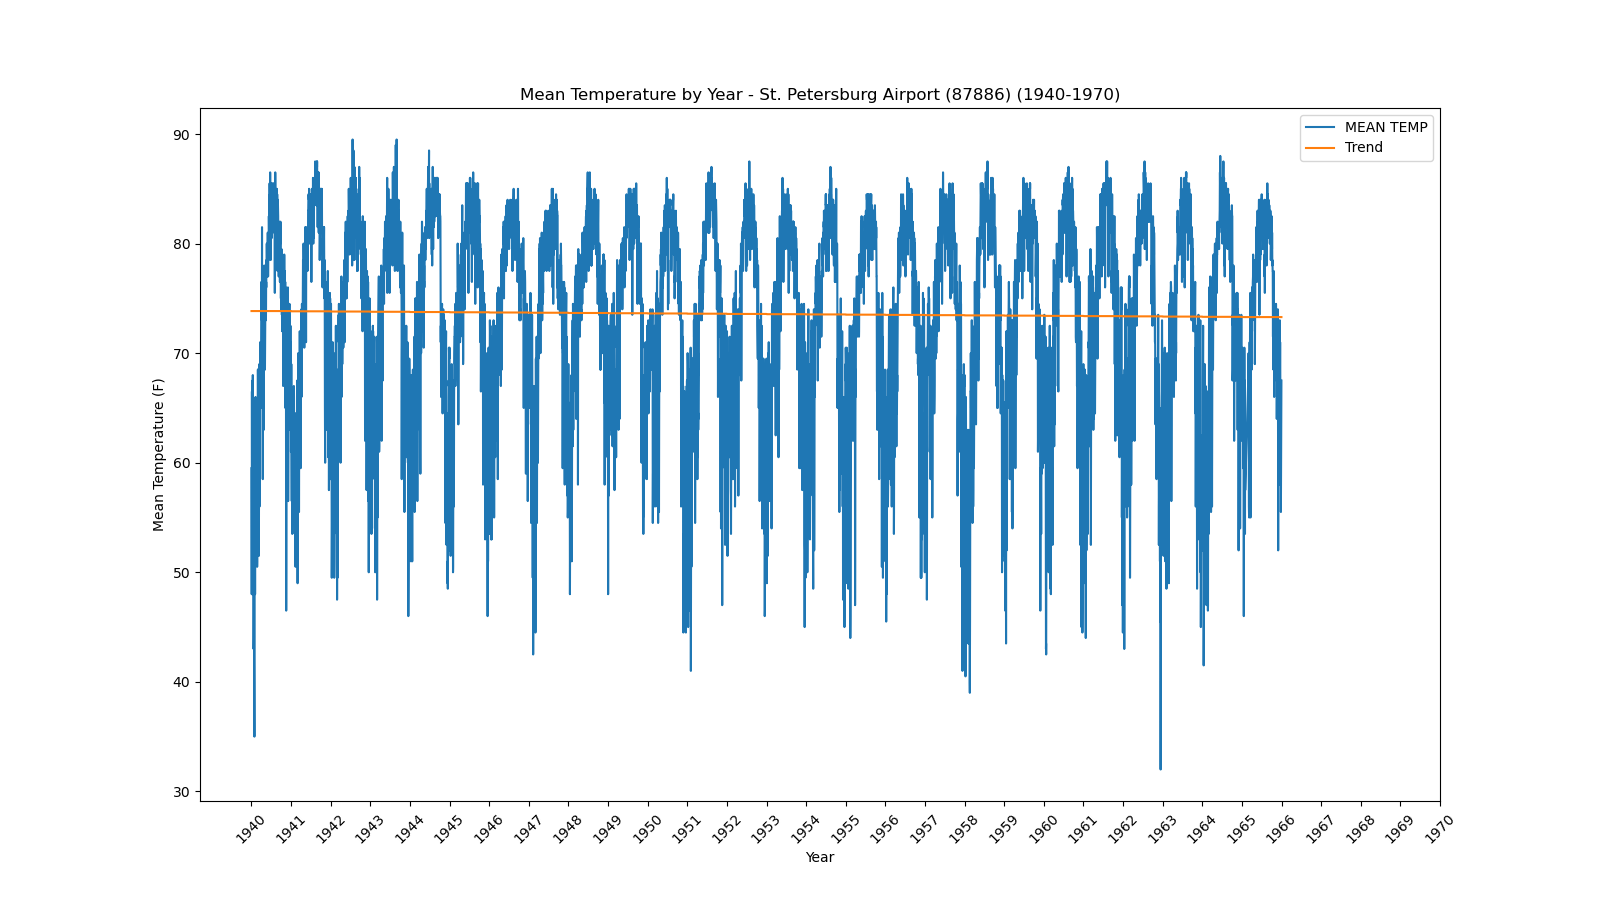 Mean Temperature by Year - St. Petersburg Airport (87886) (1940-1970)
MEAN TEMP
Trend
Mean Temperature (F)
90
80
70
60
50
40
30
1940 1941 1942 1943 1944 1945 1946 1947 1948 1949 1950 1951 1952 1953 1954 1955 1956 1957 1958 1959 1960 1961 1962 1963 1964 1965 1966 1967 1968 1969 1970
Year